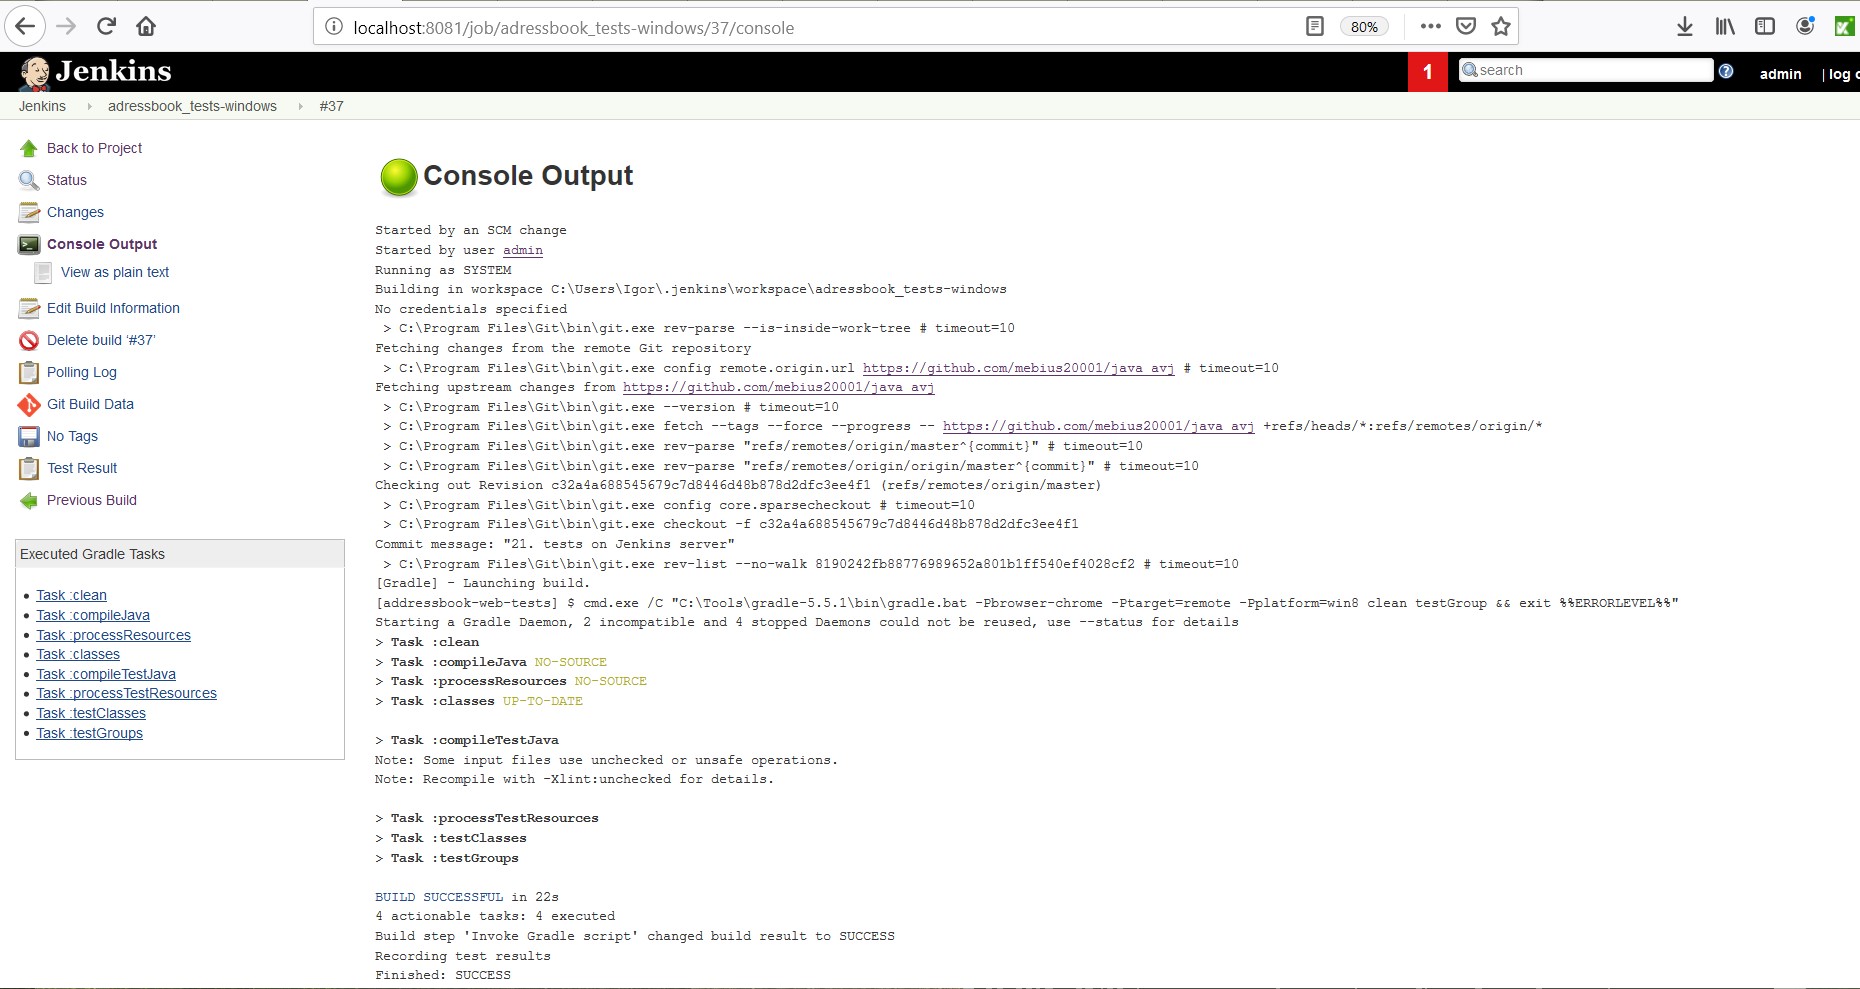 localhost:8081/job/adressbook_tests-windows/37/console
80%
Jenkins
1
search
admin
| log
Jenkins
adressbook_tests-windows
#37
Back to Project
Status
Changes
Console Output
View as plain text
Edit Build Information
Delete build ‘#37’
Polling Log
Git Build Data
No Tags
Test Result
Previous Build
Executed Gradle Tasks
Task :clean
Task :compileJava
Task :processResources
Task :classes
Task :compileTestJava
Task :processTestResources
Task :testClasses
Task :testGroups
Console Output
Started by an SCM change
Started by user admin
Running as SYSTEM
Building in workspace C:\Users\Igor\.jenkins\workspace\adressbook_tests-windows
No credentials specified
> C:\Program Files\Git\bin\git.exe rev-parse --is-inside-work-tree # timeout=10
Fetching changes from the remote Git repository
> C:\Program Files\Git\bin\git.exe config remote.origin.url https://github.com/mebius20001/java_avj # timeout=10
Fetching upstream changes from https://github.com/mebius20001/java_avj
> C:\Program Files\Git\bin\git.exe --version # timeout=10
> C:\Program Files\Git\bin\git.exe fetch --tags --force --progress -- https://github.com/mebius20001/java_avj +refs/heads/*:refs/remotes/origin/*
> C:\Program Files\Git\bin\git.exe rev-parse "refs/remotes/origin/master^{commit}" # timeout=10
> C:\Program Files\Git\bin\git.exe rev-parse "refs/remotes/origin/origin/master^{commit}" # timeout=10
Checking out Revision c32a4a688545679c7d8446d48b878d2dfc3ee4f1 (refs/remotes/origin/master)
> C:\Program Files\Git\bin\git.exe config core.sparsecheckout # timeout=10
> C:\Program Files\Git\bin\git.exe checkout -f c32a4a688545679c7d8446d48b878d2dfc3ee4f1
Commit message: "21. tests on Jenkins server"
> C:\Program Files\Git\bin\git.exe rev-list --no-walk 8190242fb88776989652a801b1ff540ef4028cf2 # timeout=10
[Gradle] - Launching build.
[addressbook-web-tests] $ cmd.exe /C "C:\Tools\gradle-5.5.1\bin\gradle.bat -Pbrowser-chrome -Ptarget=remote -Pplatform=win8 clean testGroup && exit %%ERRORLEVEL%%"
Starting a Gradle Daemon, 2 incompatible and 4 stopped Daemons could not be reused, use --status for details
> Task :clean
> Task :compileJava NO-SOURCE
> Task :processResources NO-SOURCE
> Task :classes UP-TO-DATE
> Task :compileTestJava
Note: Some input files use unchecked or unsafe operations.
Note: Recompile with -Xlint:unchecked for details.
> Task :processTestResources
> Task :testClasses
> Task :testGroups
BUILD SUCCESSFUL in 22s
4 actionable tasks: 4 executed
Build step 'Invoke Gradle script' changed build result to SUCCESS
Recording test results
Finished: SUCCESS